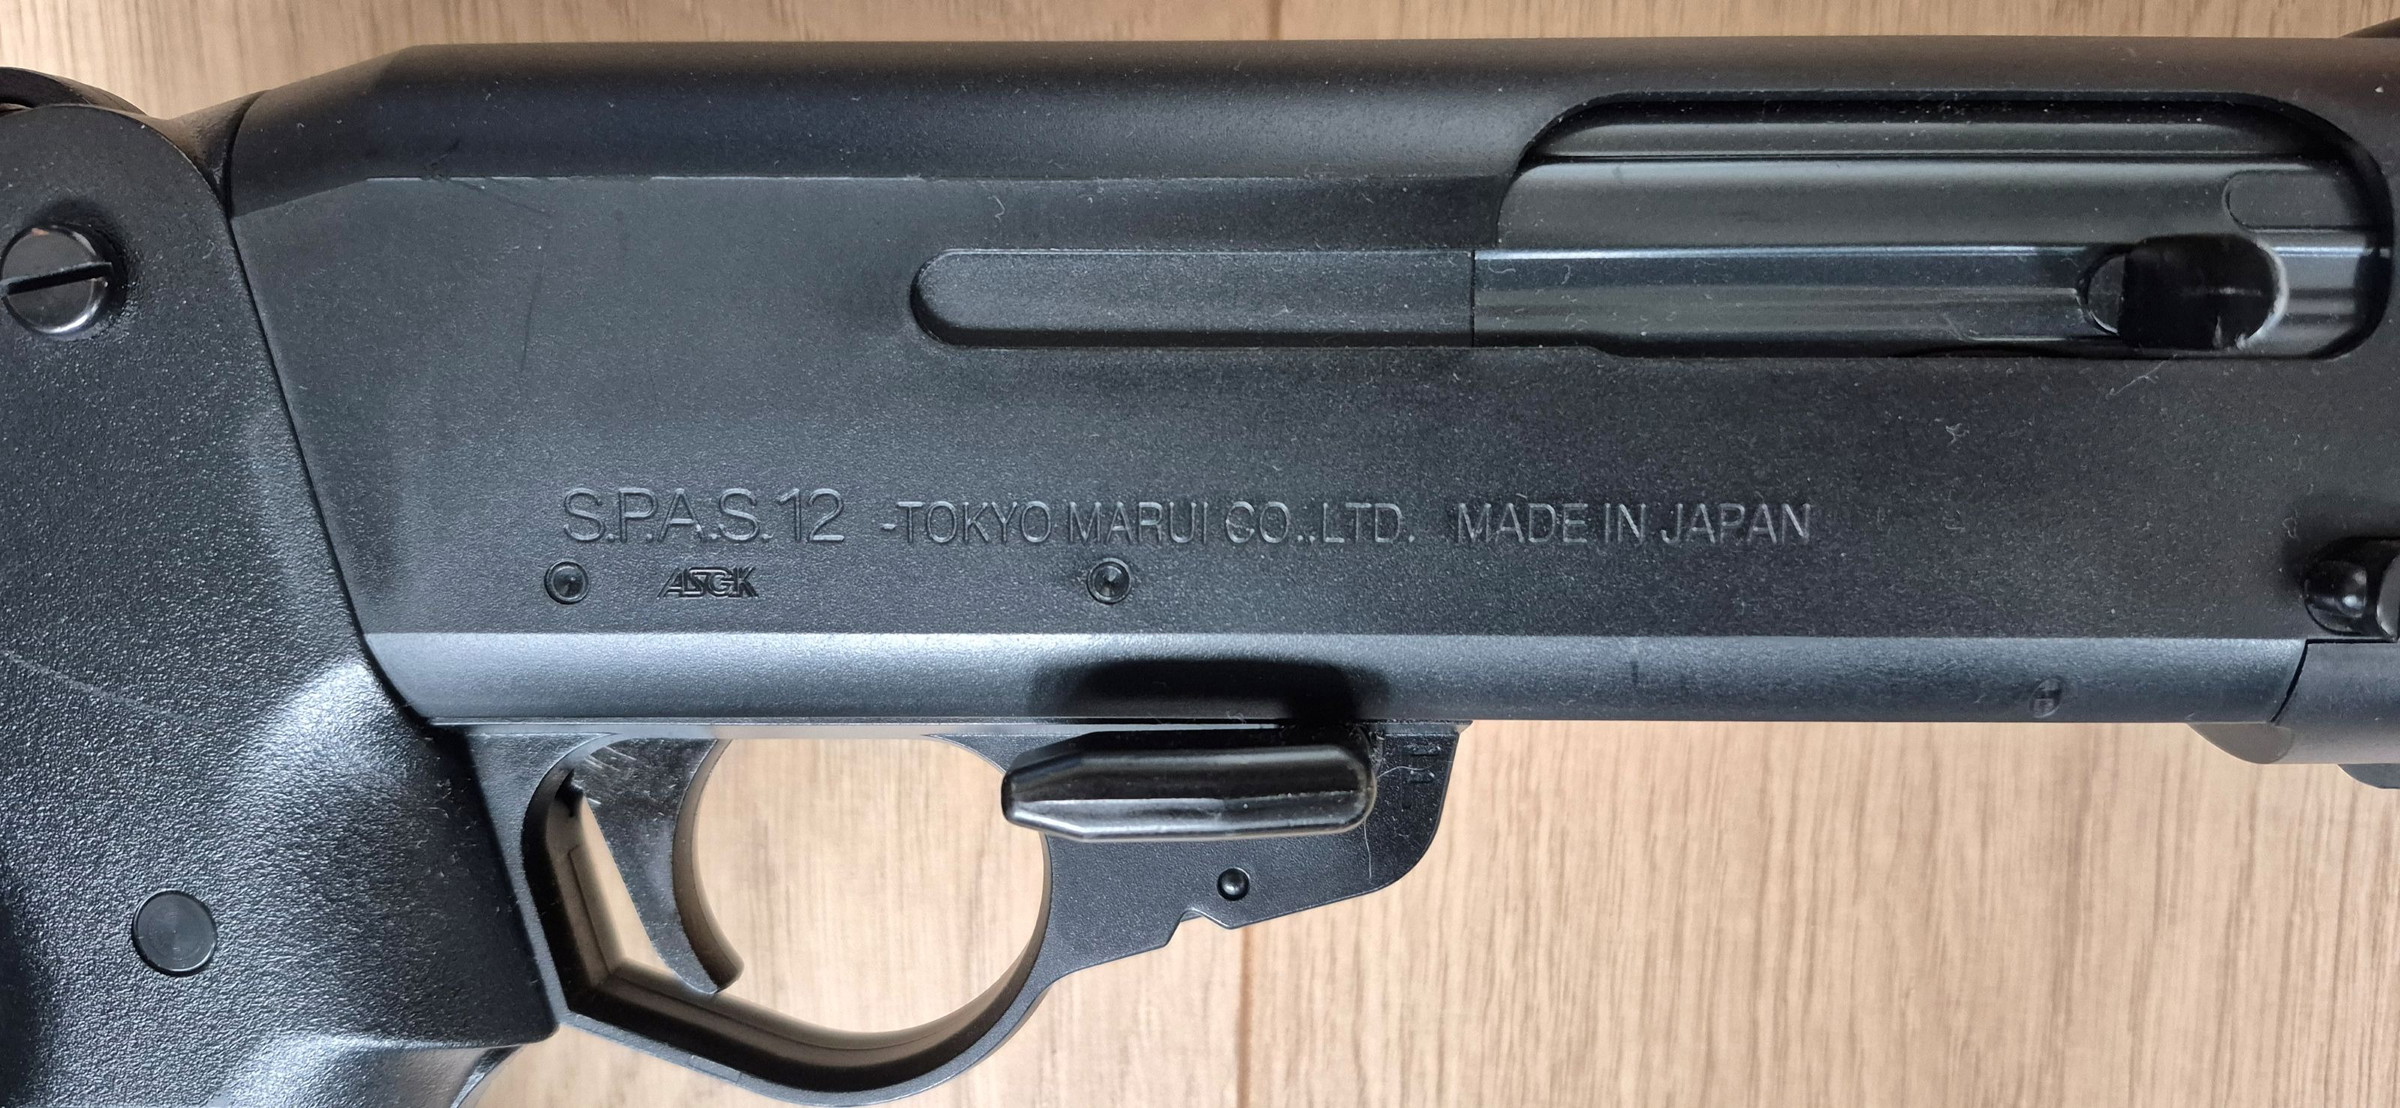 S.P.A.S.12 -TOKYO MARUI CO.,LTD. MADE IN JAPAN
ASGK